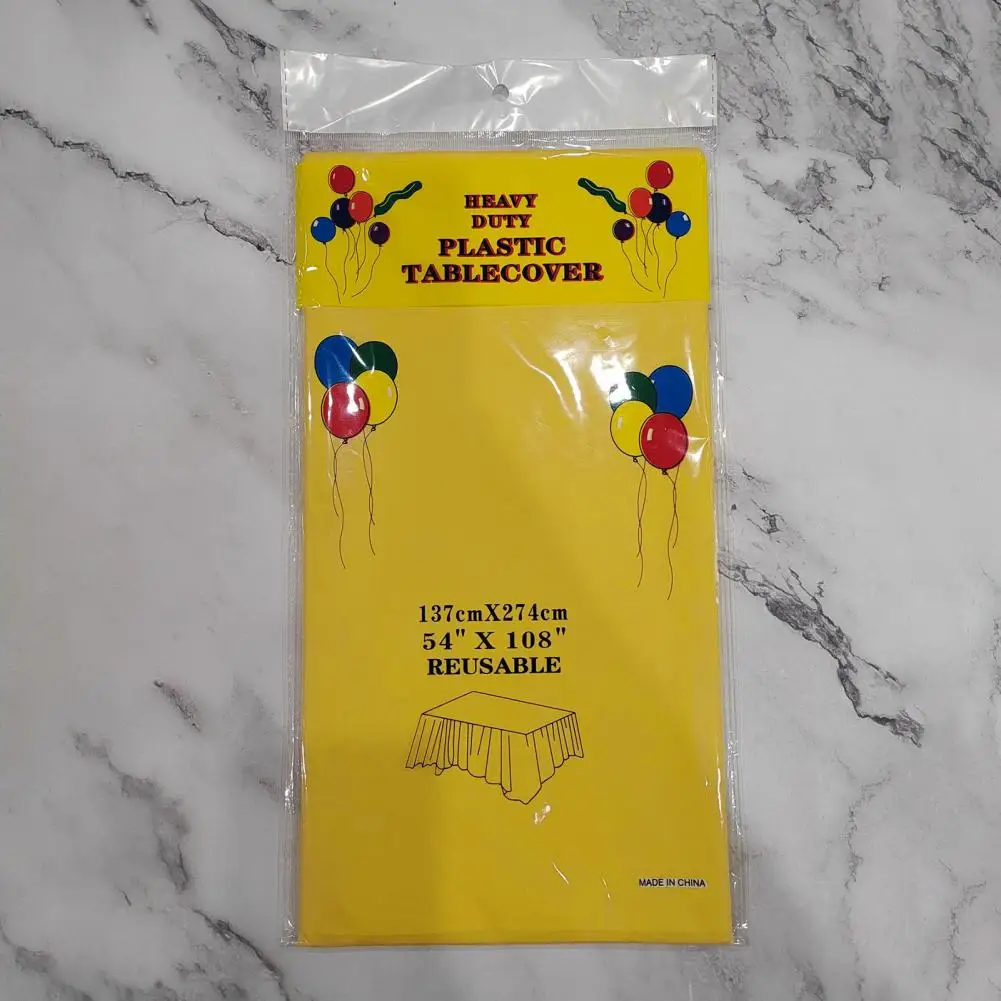 HEAVY
DUTY
PLASTIC
TABLECOVER
137cmX274cm
54" X 108"
REUSABLE
MADE IN CHINA